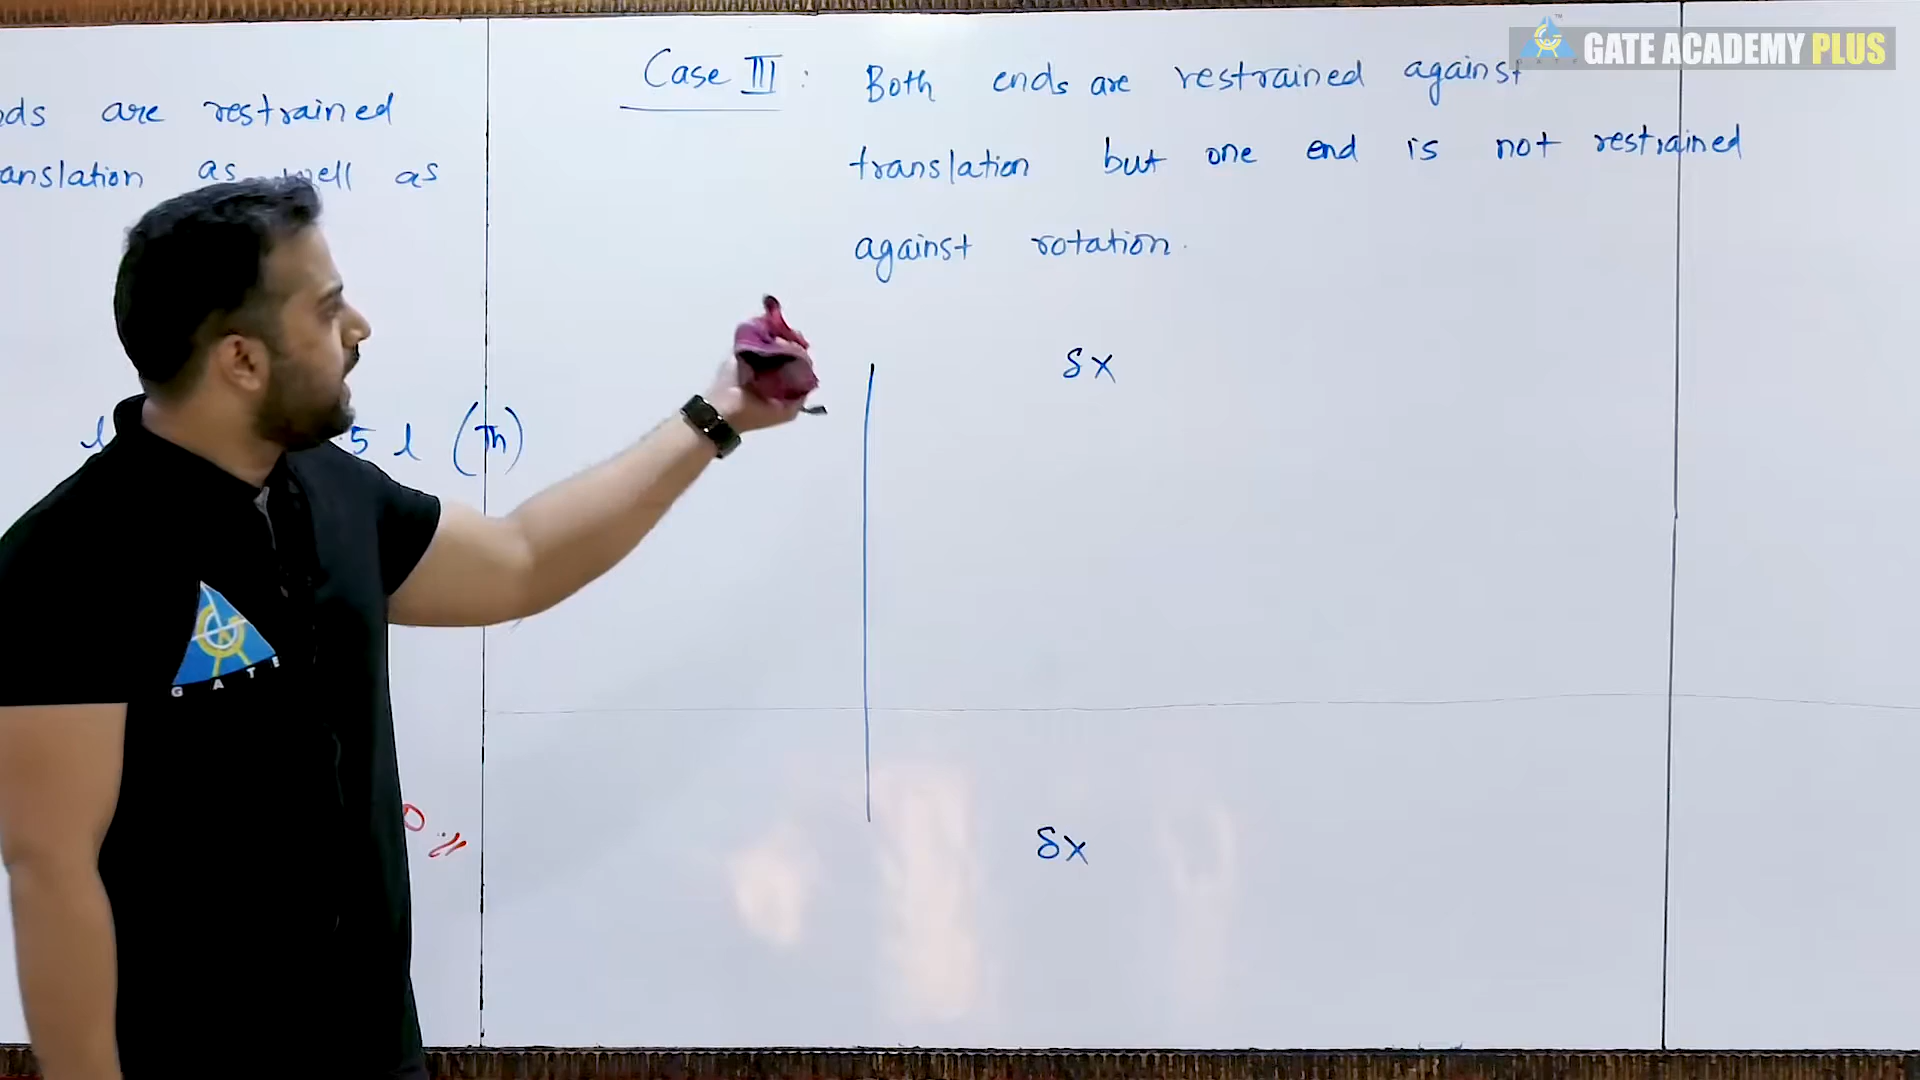 GATE ACADEMY PLUS
ds are restrained
anslation as well as
5 l (Th)
Case III : Both ends are restrained against
translation but one end is not restrained
against rotation.
δx
δx
GATE